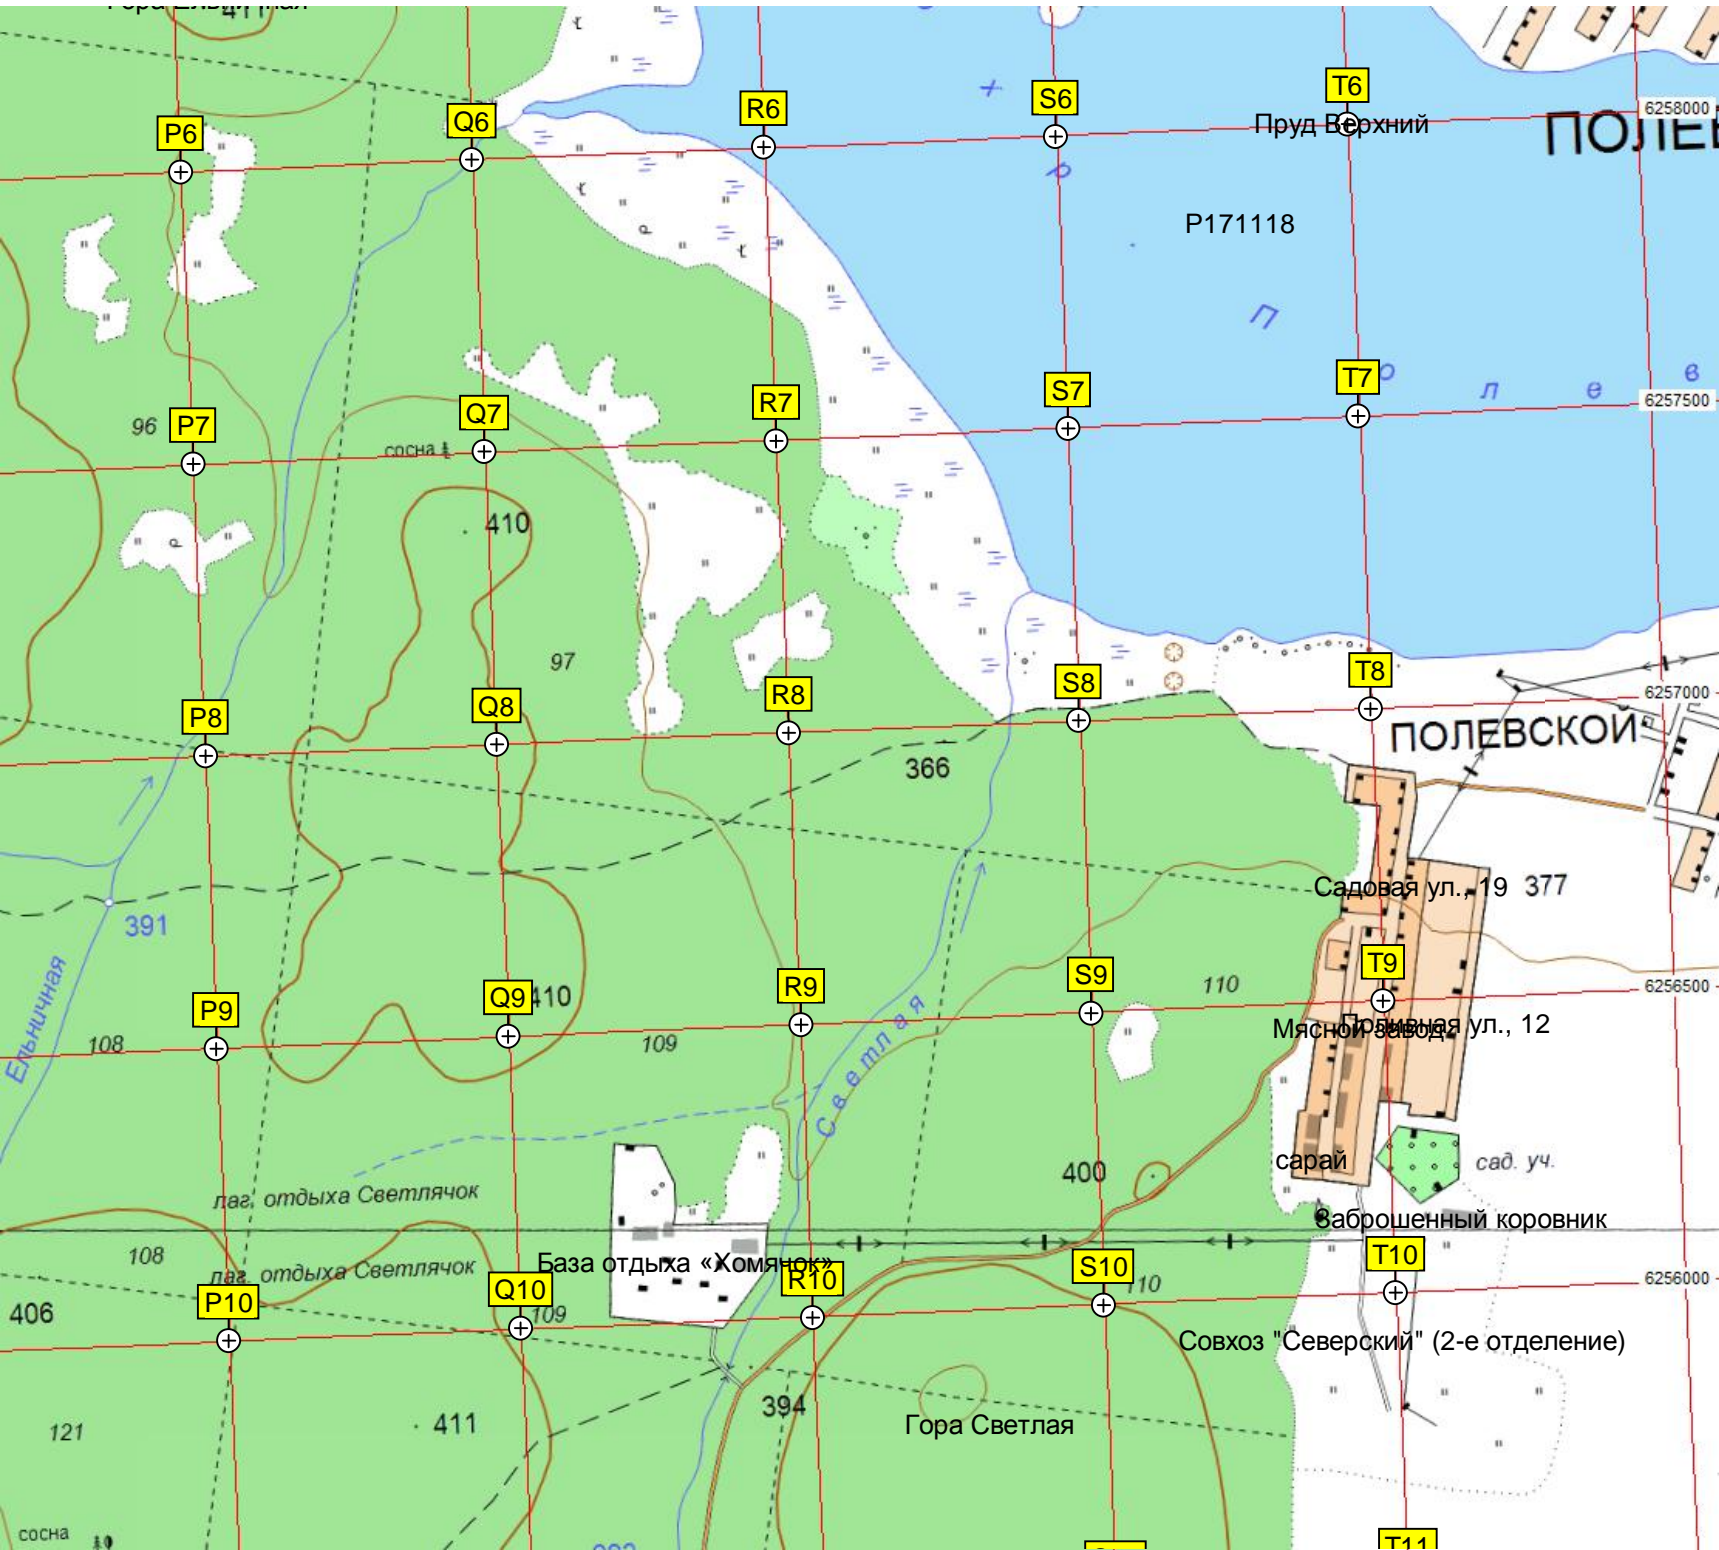 411
P6
Q6
R6
S6
T6
6258000
Пруд Верхний
х
р
P171118
П
о
л
е
в
P7
Q7
R7
S7
T7
6257500
96
сосна
410
97
P8
Q8
R8
S8
T8
6257000
ПОЛЕВСКОЙ
366
391
Садовая ул., 19
377
Ельничная
P9
Q9
410
R9
S9
T9
6256500
110
108
109
Светлая
Мясной завод
Поливная ул., 12
400
сарай
сад. уч.
лаг. отдыха Светлячок
Заброшенный коровник
108
лаг. отдыха Светлячок
База отдыха «Хомячок»
P10
Q10
R10
S10
T10
6256000
406
109
110
Совхоз "Северский" (2-е отделение)
394
411
Гора Светлая
121
сосна
T11